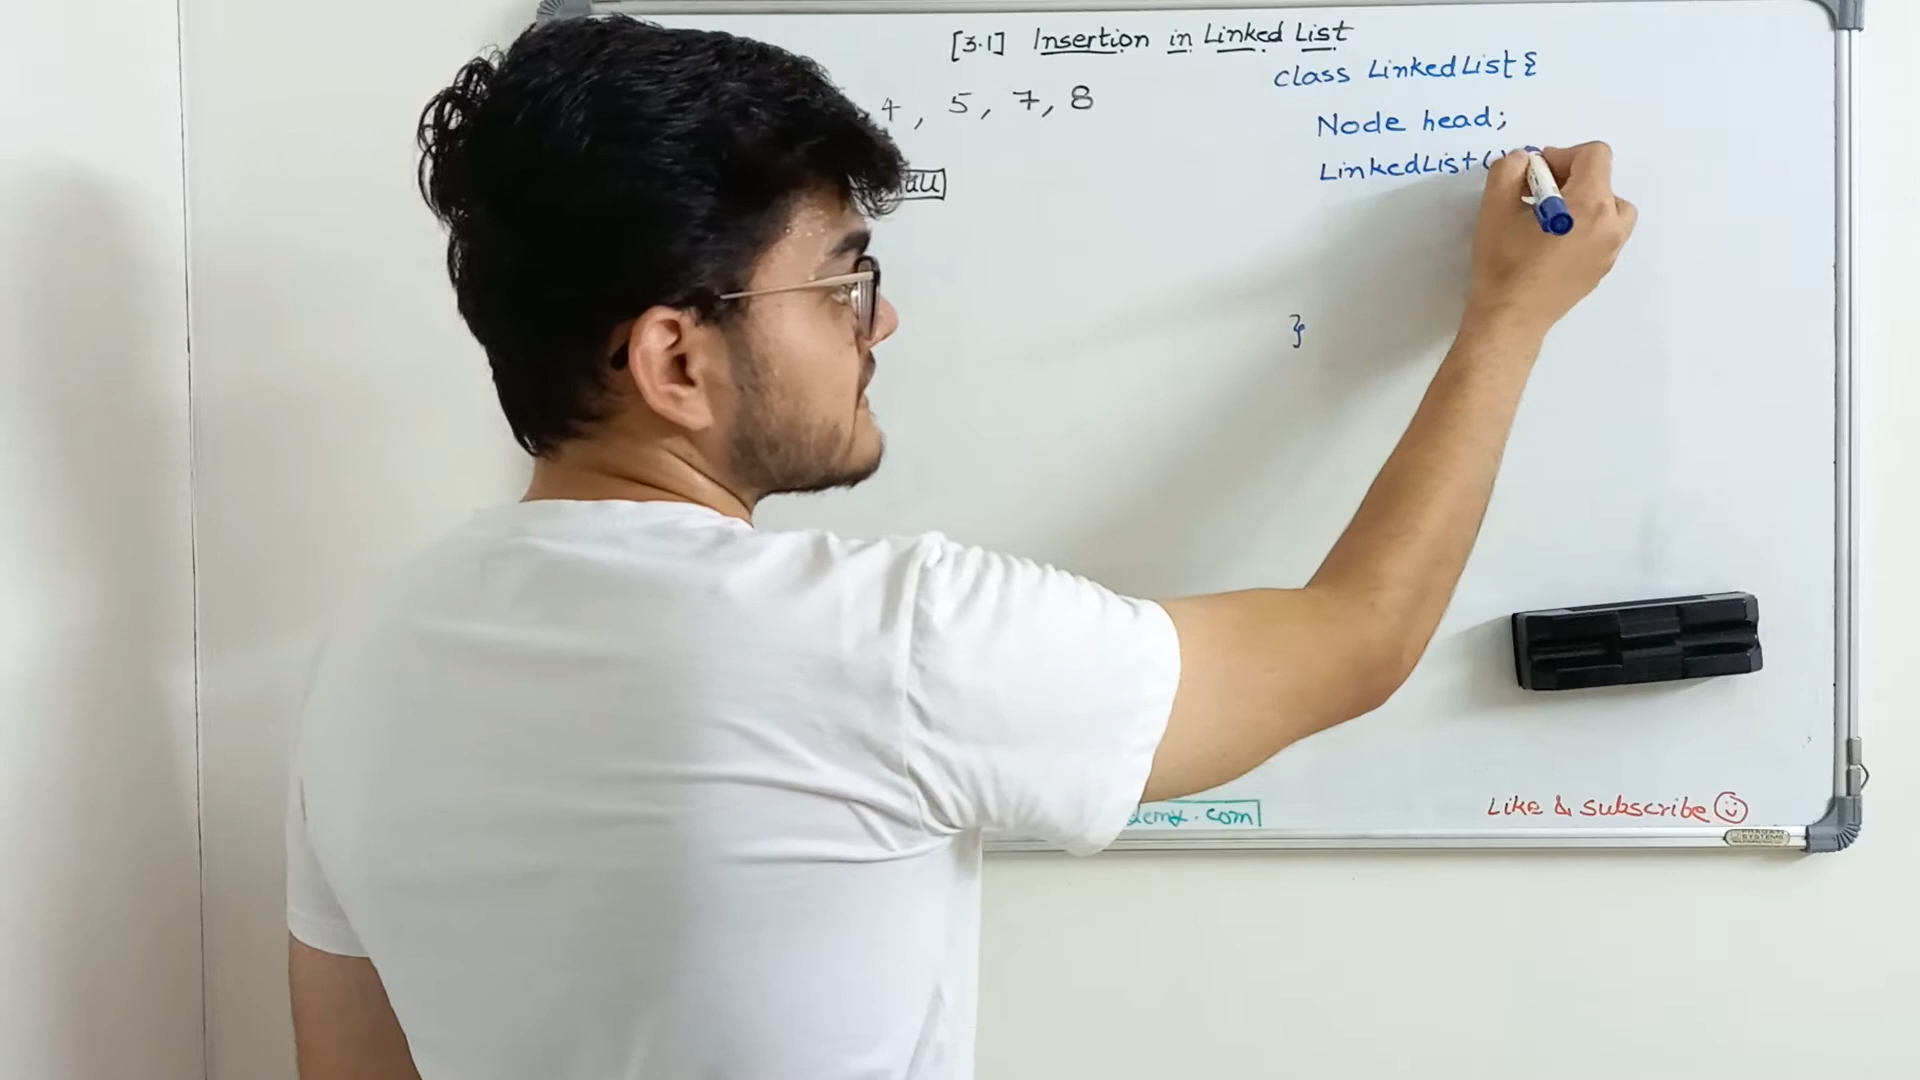 [3.1] Insertion in Linked List
class LinkedList {
4, 5, 7, 8
Node head;
LinkedList(
}
.com
Like & subscribe